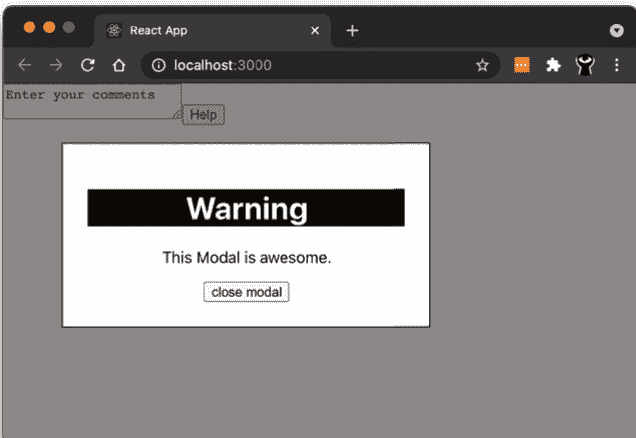 React App
localhost:3000
Enter your comments
Help
Warning
This Modal is awesome.
close modal